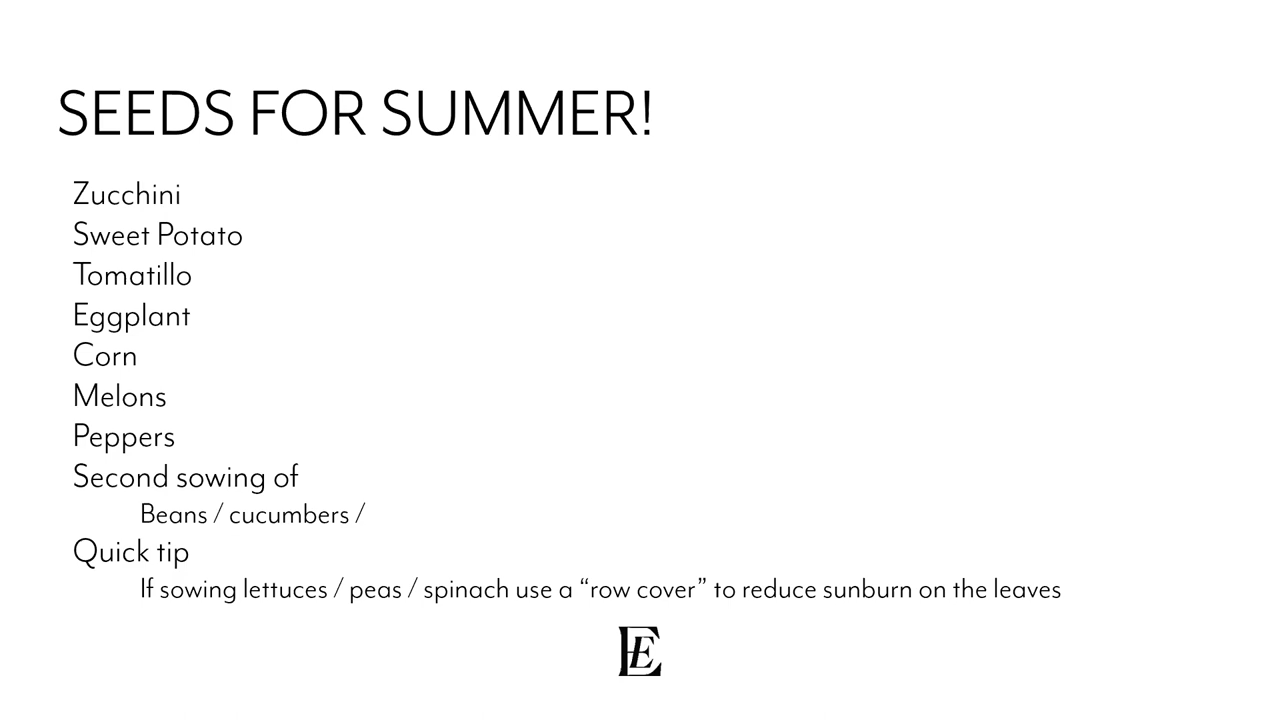 SEEDS FOR SUMMER!
Zucchini
Sweet Potato
Tomatillo
Eggplant
Corn
Melons
Peppers
Second sowing of
Beans / cucumbers /
Quick tip
If sowing lettuces / peas / spinach use a “row cover” to reduce sunburn on the leaves
EE